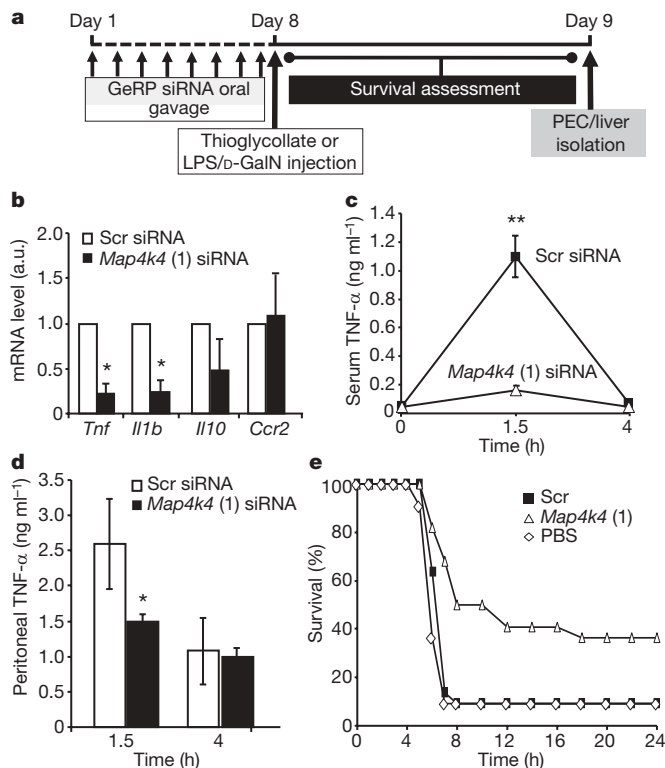 a
Day 1 Day 8 Day 9
GeRP siRNA oral
gavage
Survival assessment
Thioglycollate or
LPS/D-GalN injection
PEC/liver
isolation
b
Scr siRNA
Map4k4 (1) siRNA
mRNA level (a.u.)
2.0
1.5
1.0
0.5
0.0
* *
Tnf Il1b Il10 Ccr2
c
Serum TNF-α (ng ml–1)
1.4
1.2
1.0
0.8
0.6
0.4
0.2
0
**
Scr siRNA
Map4k4 (1) siRNA
0 1.5 4
Time (h)
d
Peritoneal TNF-α (ng ml–1)
3.5
3.0
2.5
2.0
1.5
1.0
0.5
0.0
Scr siRNA
Map4k4 (1) siRNA
*
1.5 4
Time (h)
e
Survival (%)
100
80
60
40
20
0
Scr
Map4k4 (1)
PBS
0 4 8 12 16 20 24
Time (h)